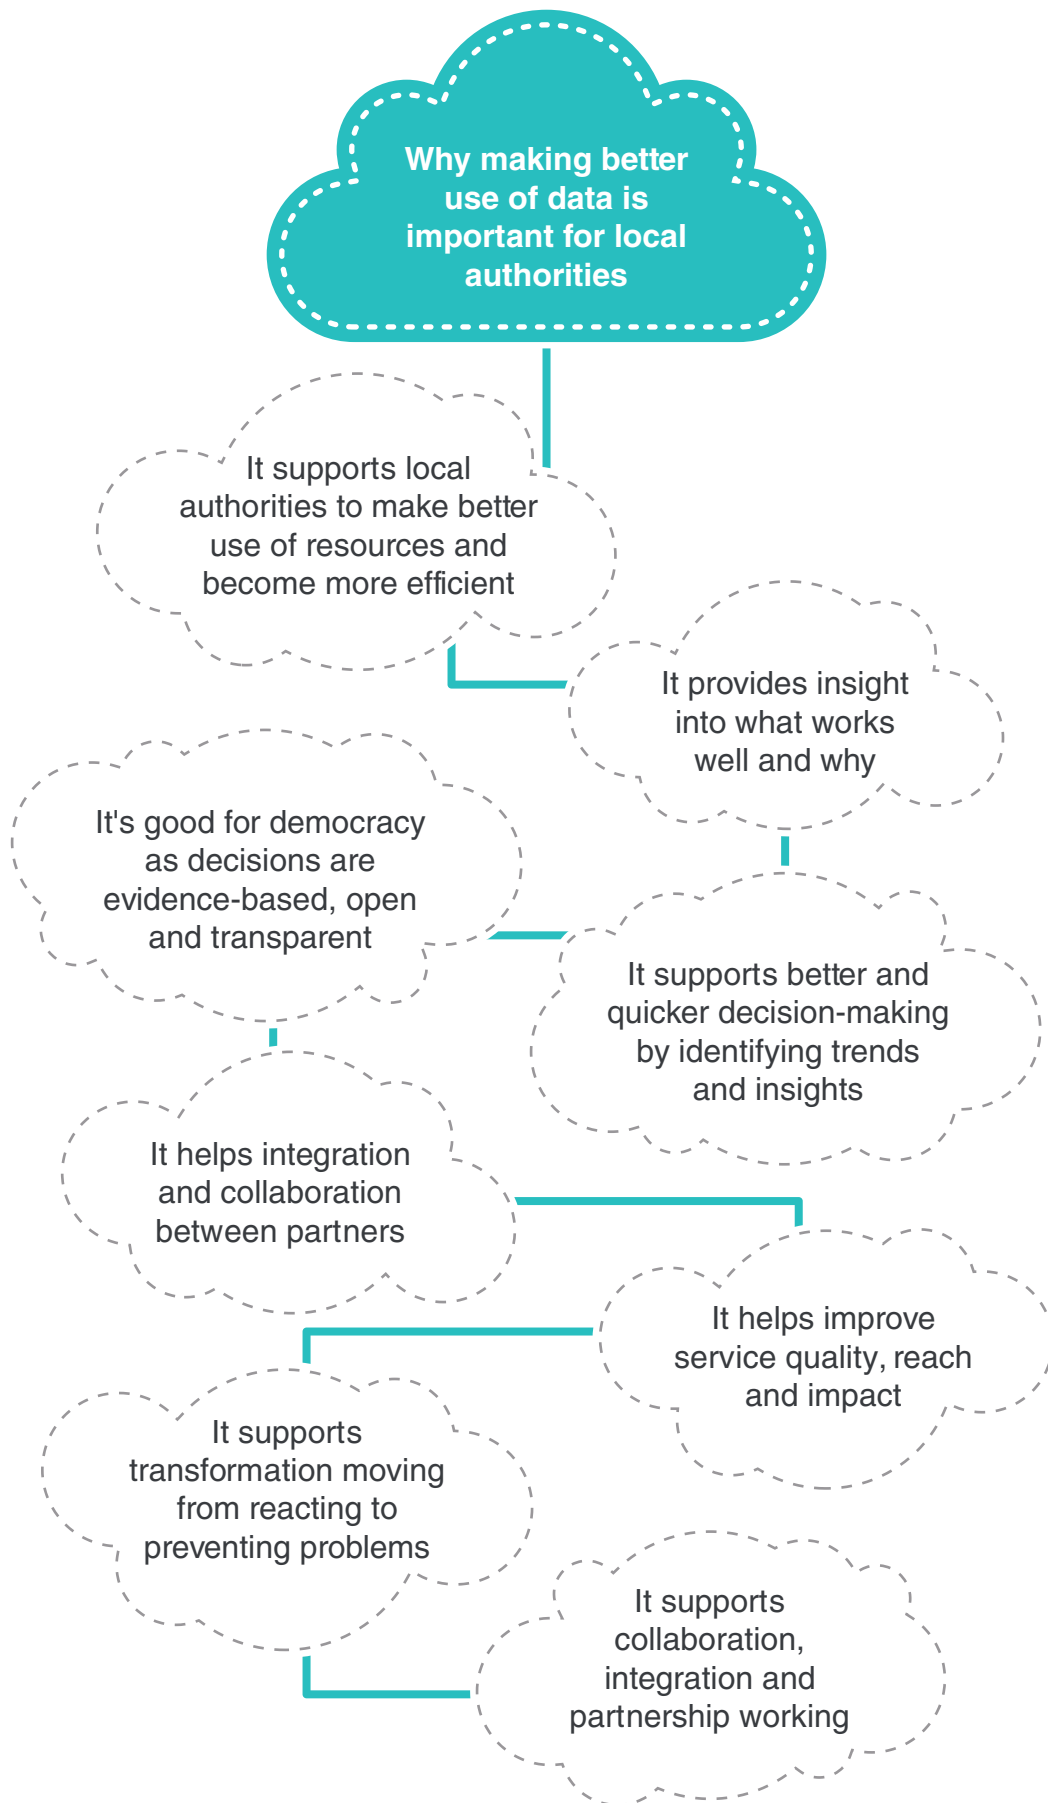 Why making better
use of data is
important for local
authorities
It supports local
authorities to make better
use of resources and
become more efficient
It provides insight
into what works
well and why
It's good for democracy
as decisions are
evidence-based, open
and transparent
It supports better and
quicker decision-making
by identifying trends
and insights
It helps integration
and collaboration
between partners
It helps improve
service quality, reach
and impact
It supports
transformation moving
from reacting to
preventing problems
It supports
collaboration,
integration and
partnership working